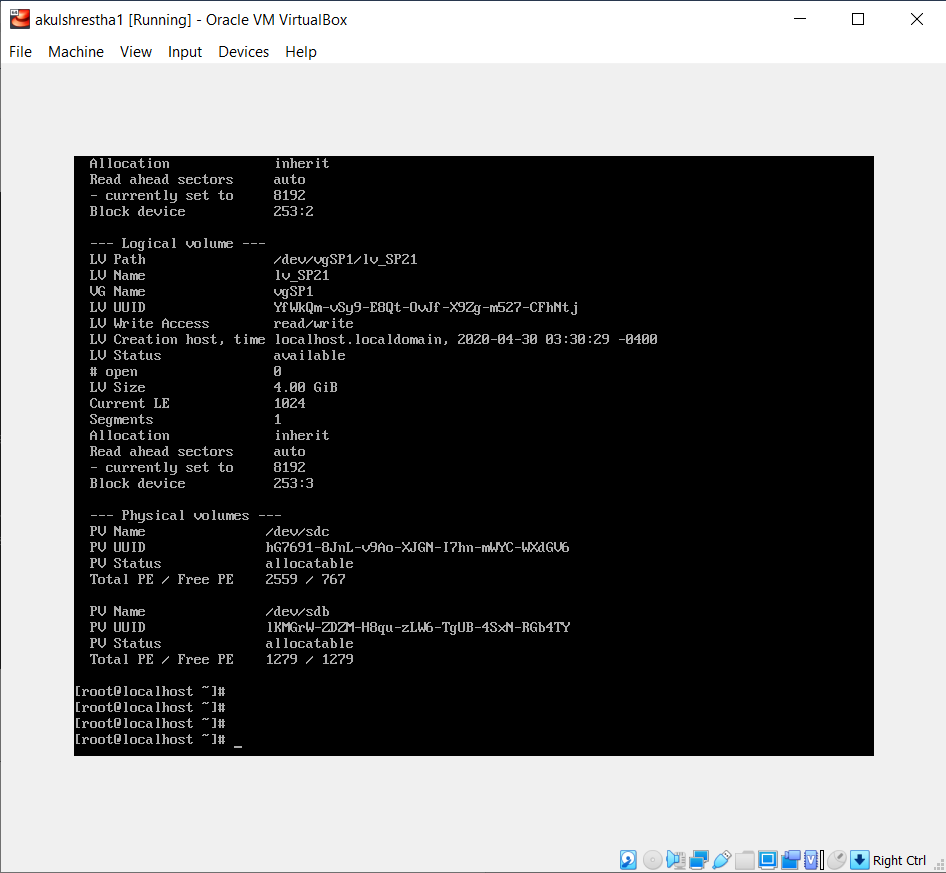 akulshrestha1 [Running] - Oracle VM VirtualBox
File Machine View Input Devices Help
Allocation inherit
Read ahead sectors auto
- currently set to 8192
Block device 253:2
--- Logical volume ---
LV Path /dev/vgSP1/lv_SP21
LV Name lv_SP21
VG Name vgSP1
LV UUID YfWkQm-vSy9-E8Qt-OvJf-X9Zg-m527-CFhNtj
LV Write Access read/write
LV Creation host, time localhost.localdomain, 2020-04-30 03:30:29 -0400
LV Status available
# open 0
LV Size 4.00 GiB
Current LE 1024
Segments 1
Allocation inherit
Read ahead sectors auto
- currently set to 8192
Block device 253:3
--- Physical volumes ---
PV Name /dev/sdc
PV UUID hG7691-8JnL-v9Ao-XJGN-I7hn-mWYC-WXdGV6
PV Status allocatable
Total PE / Free PE 2559 / 767
PV Name /dev/sdb
PV UUID lKMGrW-ZDZM-H8qu-zLW6-TgUB-4SxN-RGb4TY
PV Status allocatable
Total PE / Free PE 1279 / 1279
[root@localhost ~]#
[root@localhost ~]#
[root@localhost ~]#
[root@localhost ~]# _
Right Ctrl